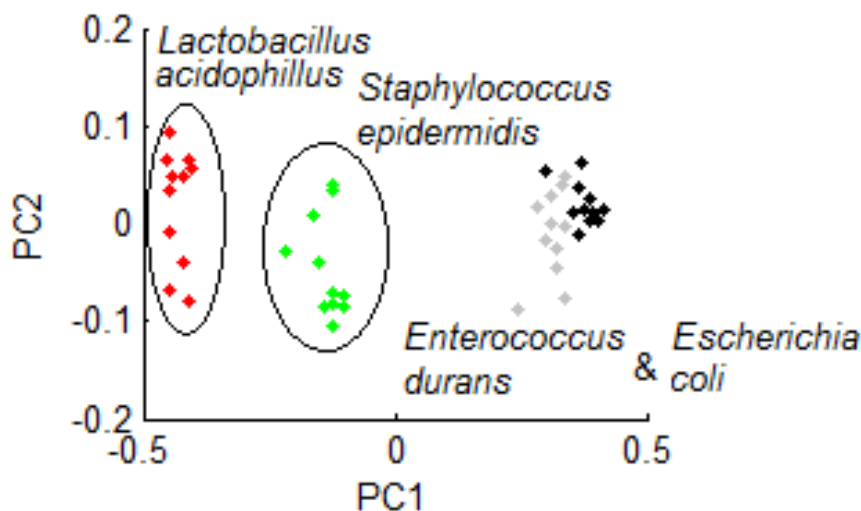 0.2
Lactobacillus
acidophillus
Staphylococcus
epidermidis
0.1
PC2
0
-0.1
Enterococcus
durans
&
Escherichia
coli
-0.2
-0.5
0
0.5
PC1